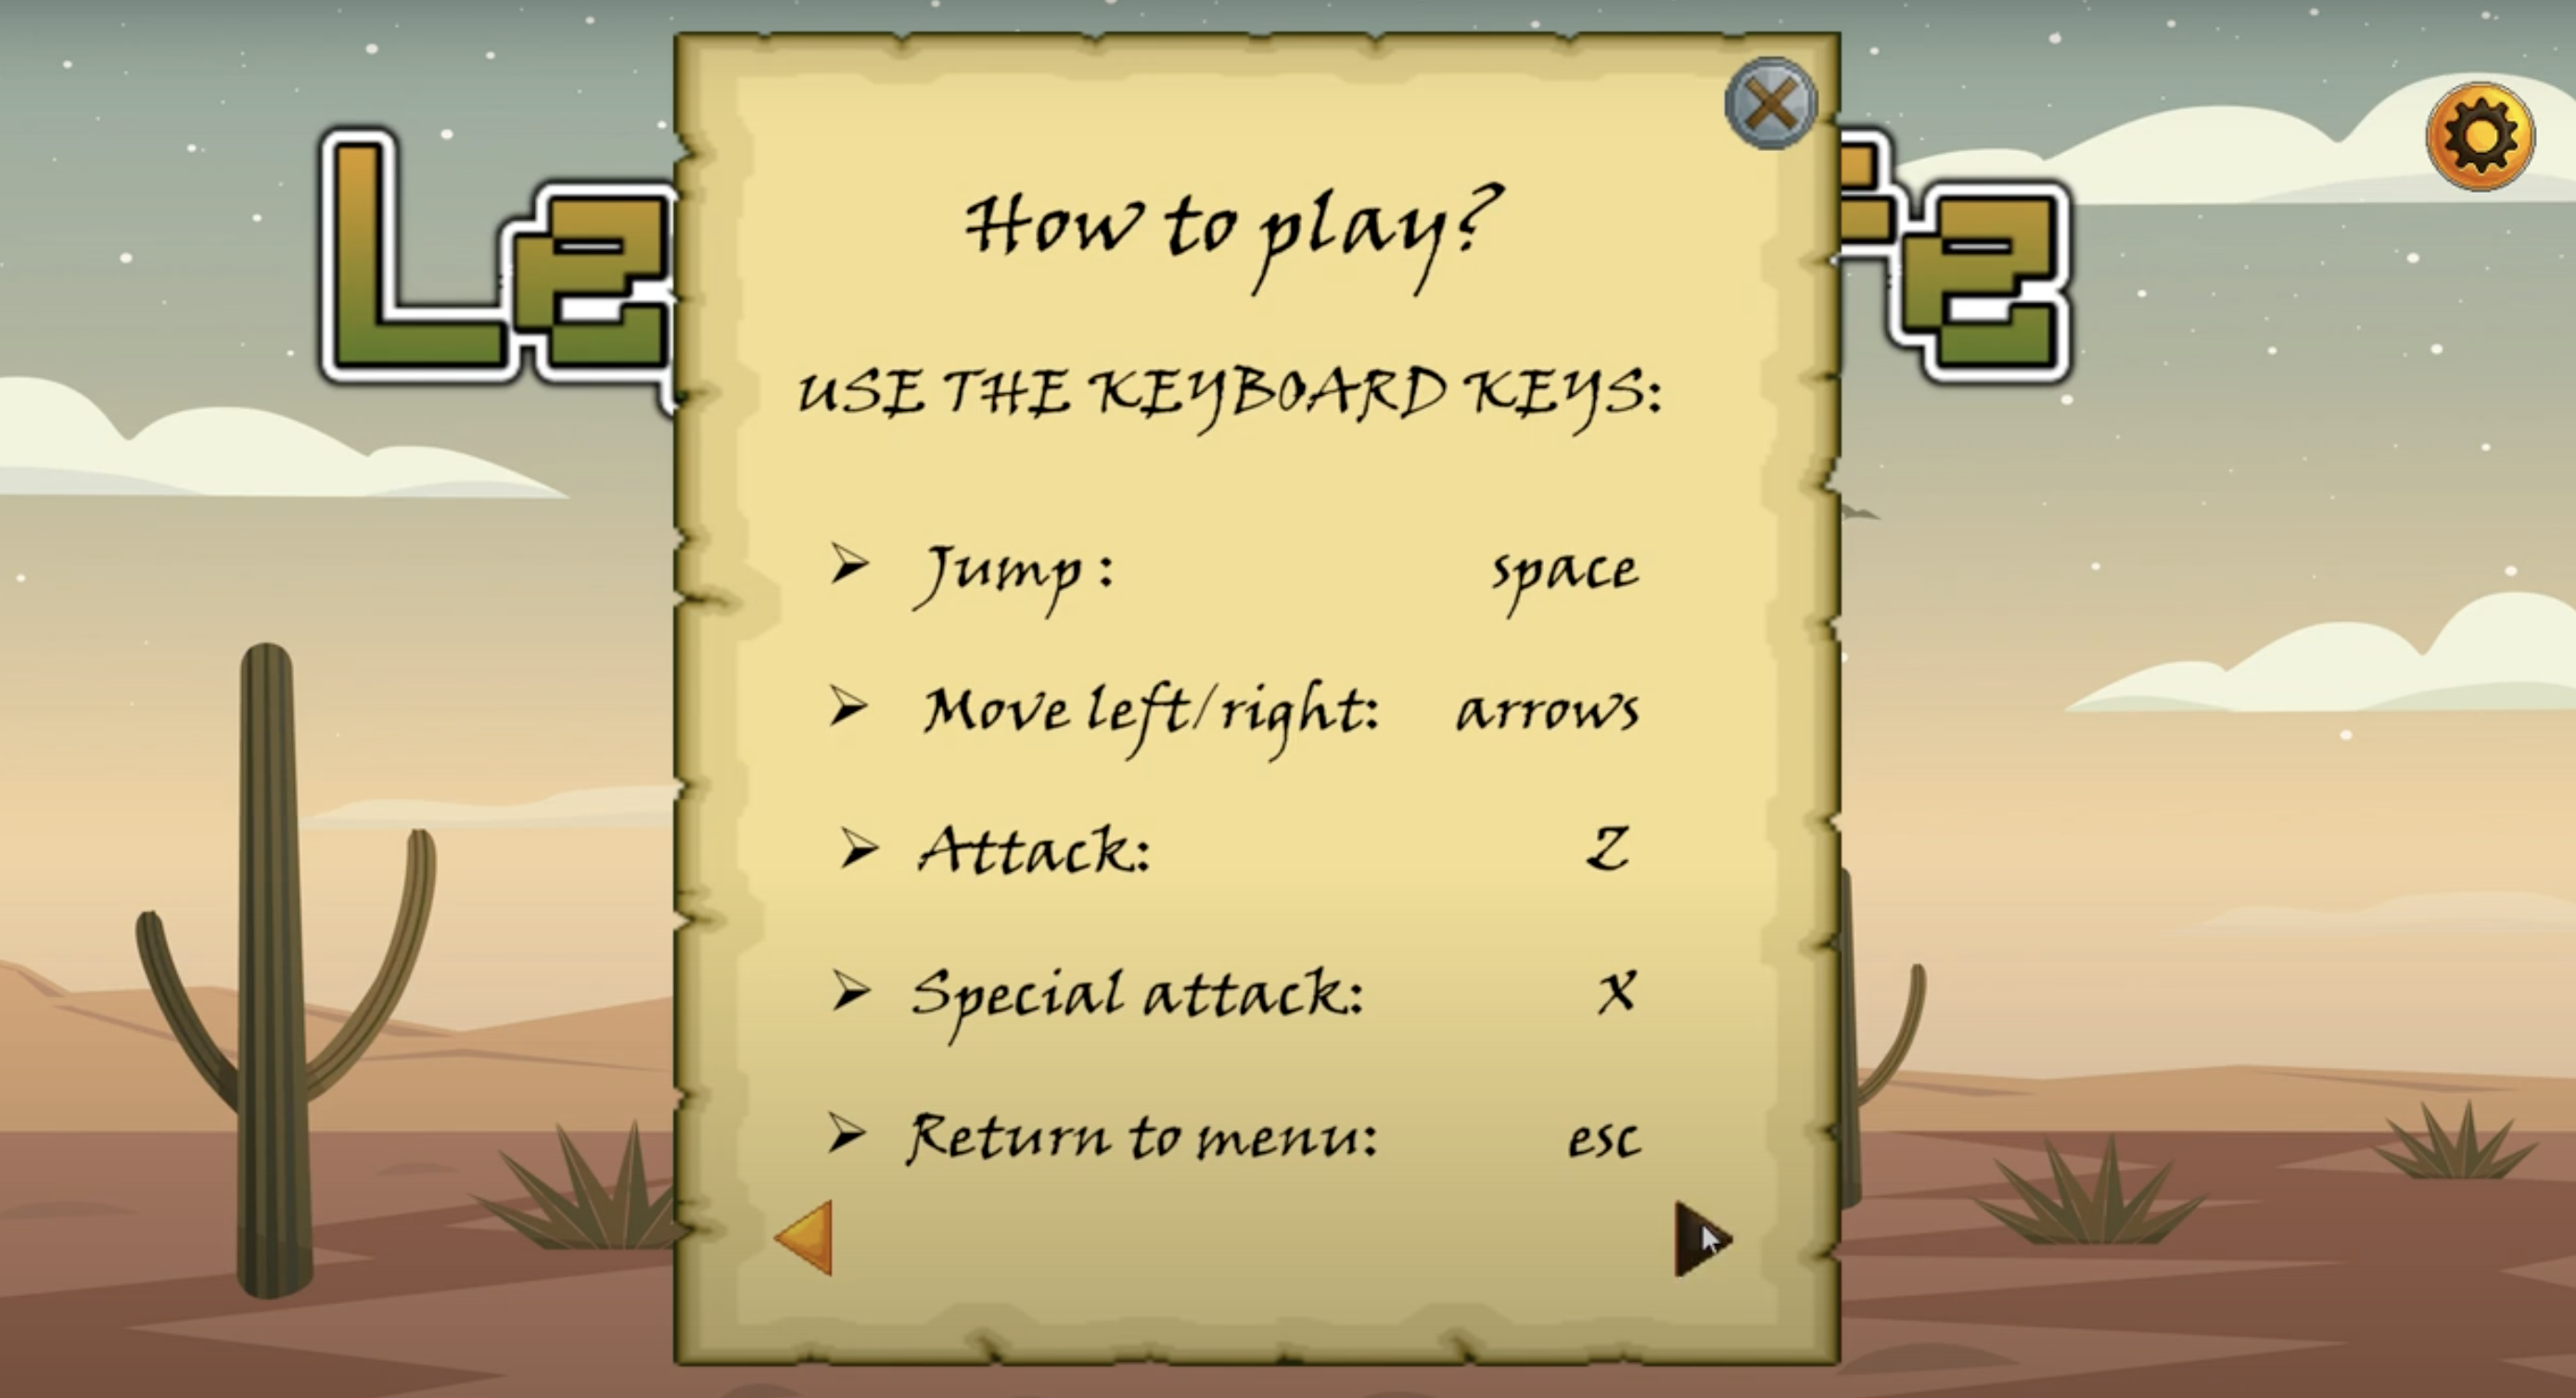 How to play?
USE THE KEYBOARD KEYS:
Jump : space
Move left/right: arrows
Attack: Z
Special attack: X
Return to menu: esc